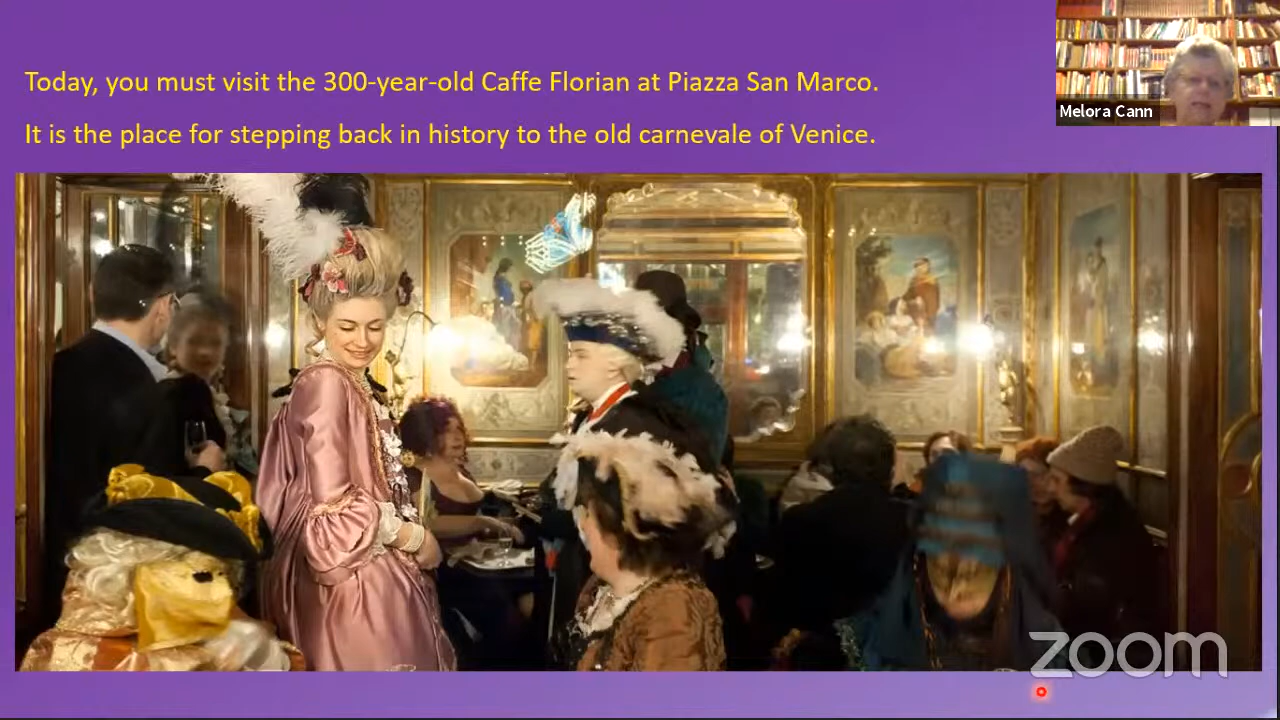 Today, you must visit the 300-year-old Caffe Florian at Piazza San Marco.
It is the place for stepping back in history to the old carnevale of Venice.
Melora Cann
zoom